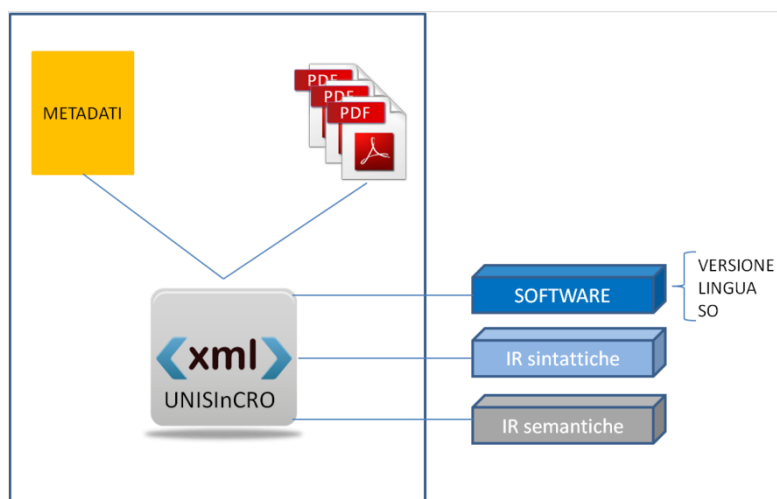 METADATI
PDF
PDF
PDF
xml
UNISInCRO
SOFTWARE
VERSIONE
LINGUA
SO
IR sintattiche
IR semantiche